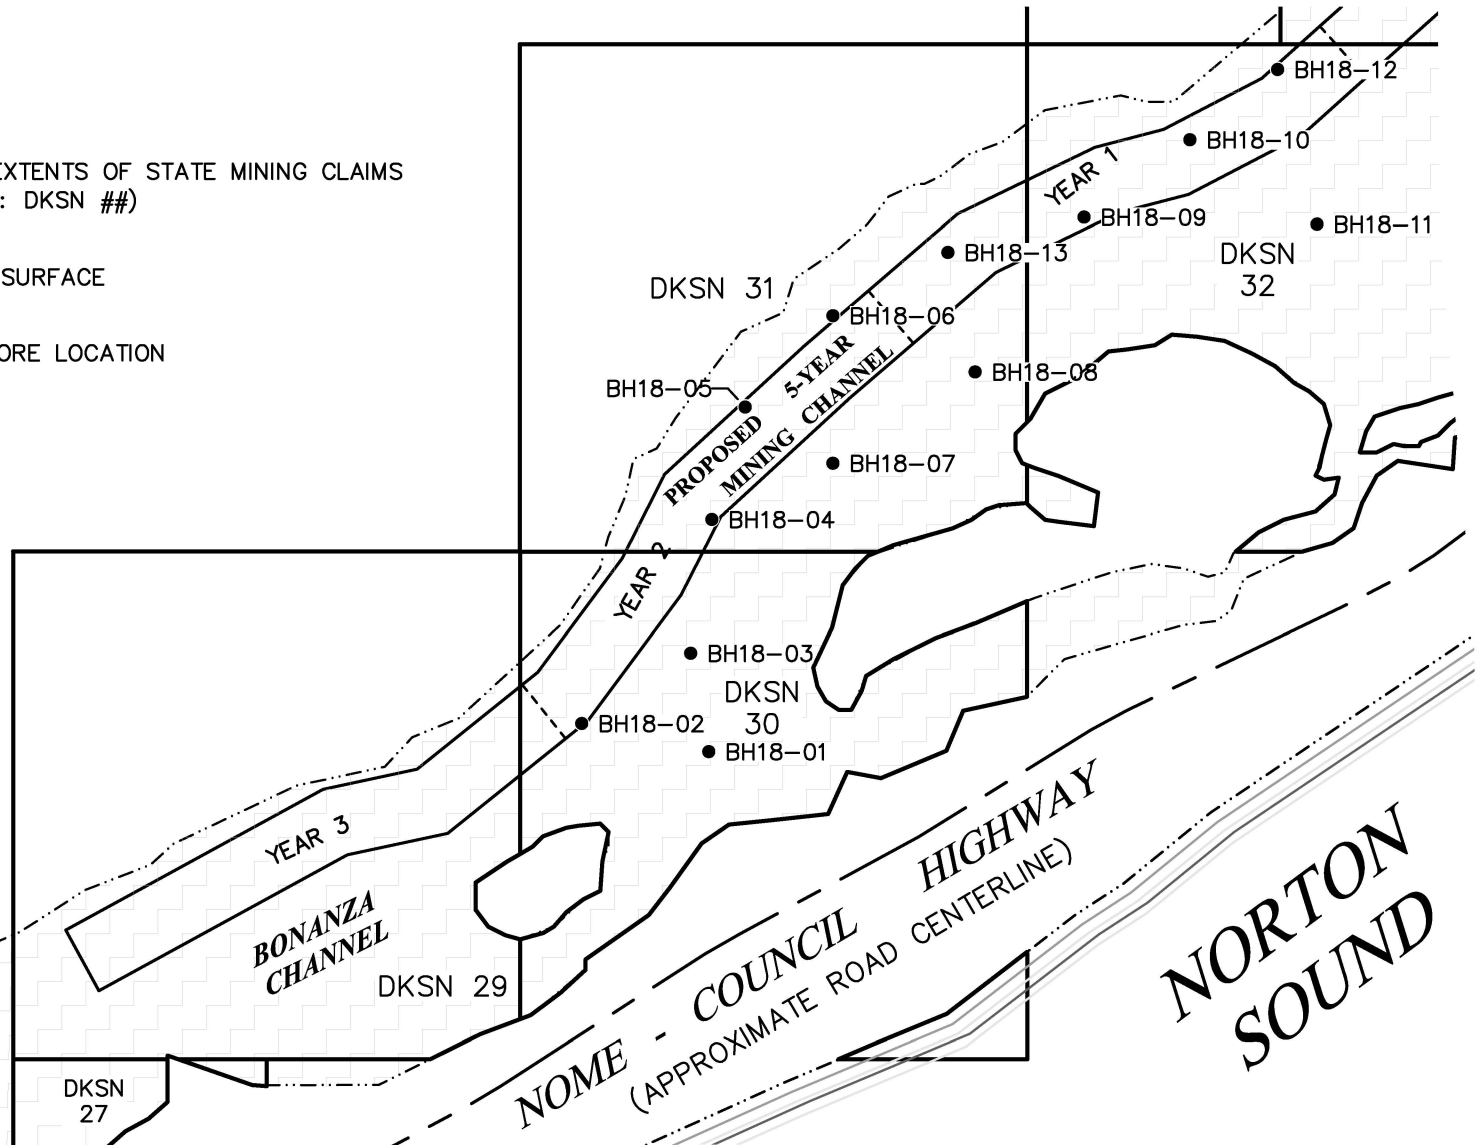 EXTENTS OF STATE MINING CLAIMS
: DKSN ##)
SURFACE
ORE LOCATION
BH18-12
BH18-10
YEAR 1
BH18-09
BH18-11
BH18-13
DKSN
32
DKSN 31
BH18-06
BH18-08
BH18-05
PROPOSED 5-YEAR
MINING CHANNEL
BH18-07
BH18-04
YEAR 2
BH18-03
DKSN
30
BH18-02
BH18-01
YEAR 3
BONANZA
CHANNEL
DKSN 29
DKSN
27
NOME - COUNCIL HIGHWAY
(APPROXIMATE ROAD CENTERLINE)
NORTON
SOUND